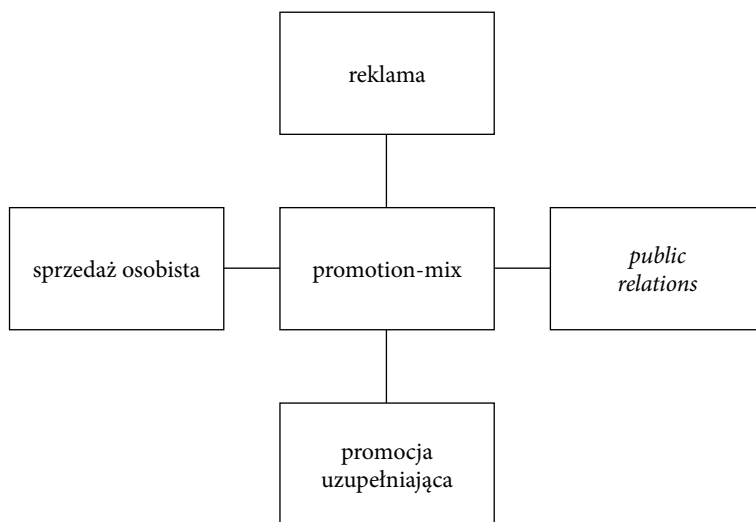 reklama
sprzedaż osobista
promotion-mix
public
relations
promocja
uzupełniająca